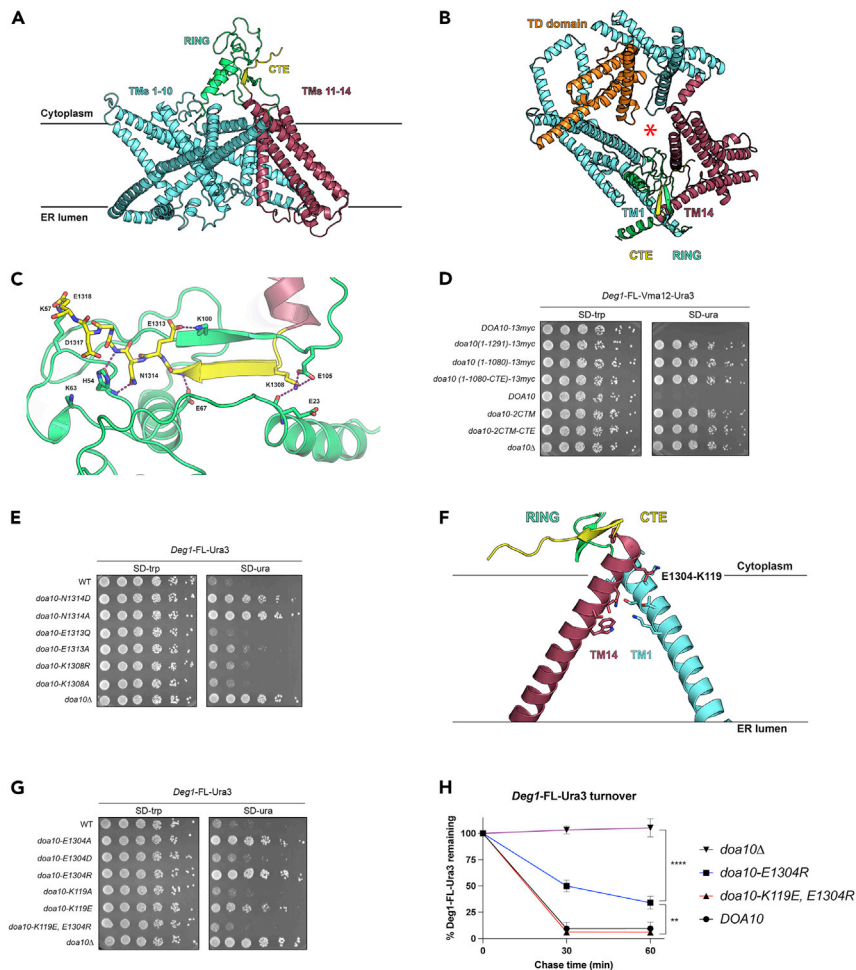 A
RING
CTE
TMs 1-10
TMs 11-14
Cytoplasm
ER lumen
B
TD domain
*
TM1
TM14
CTE
RING
C
E1318
K57
E1313
K100
D1317
H54
N1314
K1308
E105
K63
E67
E23
D
Deg1-FL-Vma12-Ura3
SD-trp SD-ura
DOA10-13myc
doa10(1-1291)-13myc
doa10 (1-1080)-13myc
doa10 (1-1080-CTE)-13myc
DOA10
doa10-2CTM
doa10-2CTM-CTE
doa10Δ
E
Deg1-FL-Ura3
SD-trp SD-ura
WT
doa10-N1314D
doa10-N1314A
doa10-E1313Q
doa10-E1313A
doa10-K1308R
doa10-K1308A
doa10Δ
F
RING
CTE
Cytoplasm
E1304-K119
TM14
TM1
ER lumen
G
Deg1-FL-Ura3
SD-trp SD-ura
WT
doa10-E1304A
doa10-E1304D
doa10-E1304R
doa10-K119A
doa10-K119E
doa10-K119E, E1304R
doa10Δ
H
Deg1-FL-Ura3 turnover
% Deg1-FL-Ura3 remaining
100
75
50
25
0
0 30 60
Chase time (min)
****
**
doa10Δ
doa10-E1304R
doa10-K119E, E1304R
DOA10